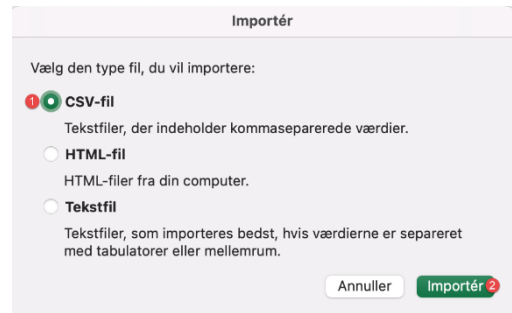 Importér
Vælg den type fil, du vil importere:
1 CSV-fil
Tekstfiler, der indeholder kommaseparerede værdier.
HTML-fil
HTML-filer fra din computer.
Tekstfil
Tekstfiler, som importeres bedst, hvis værdierne er separeret
med tabulatorer eller mellemrum.
Annuller Importér 2